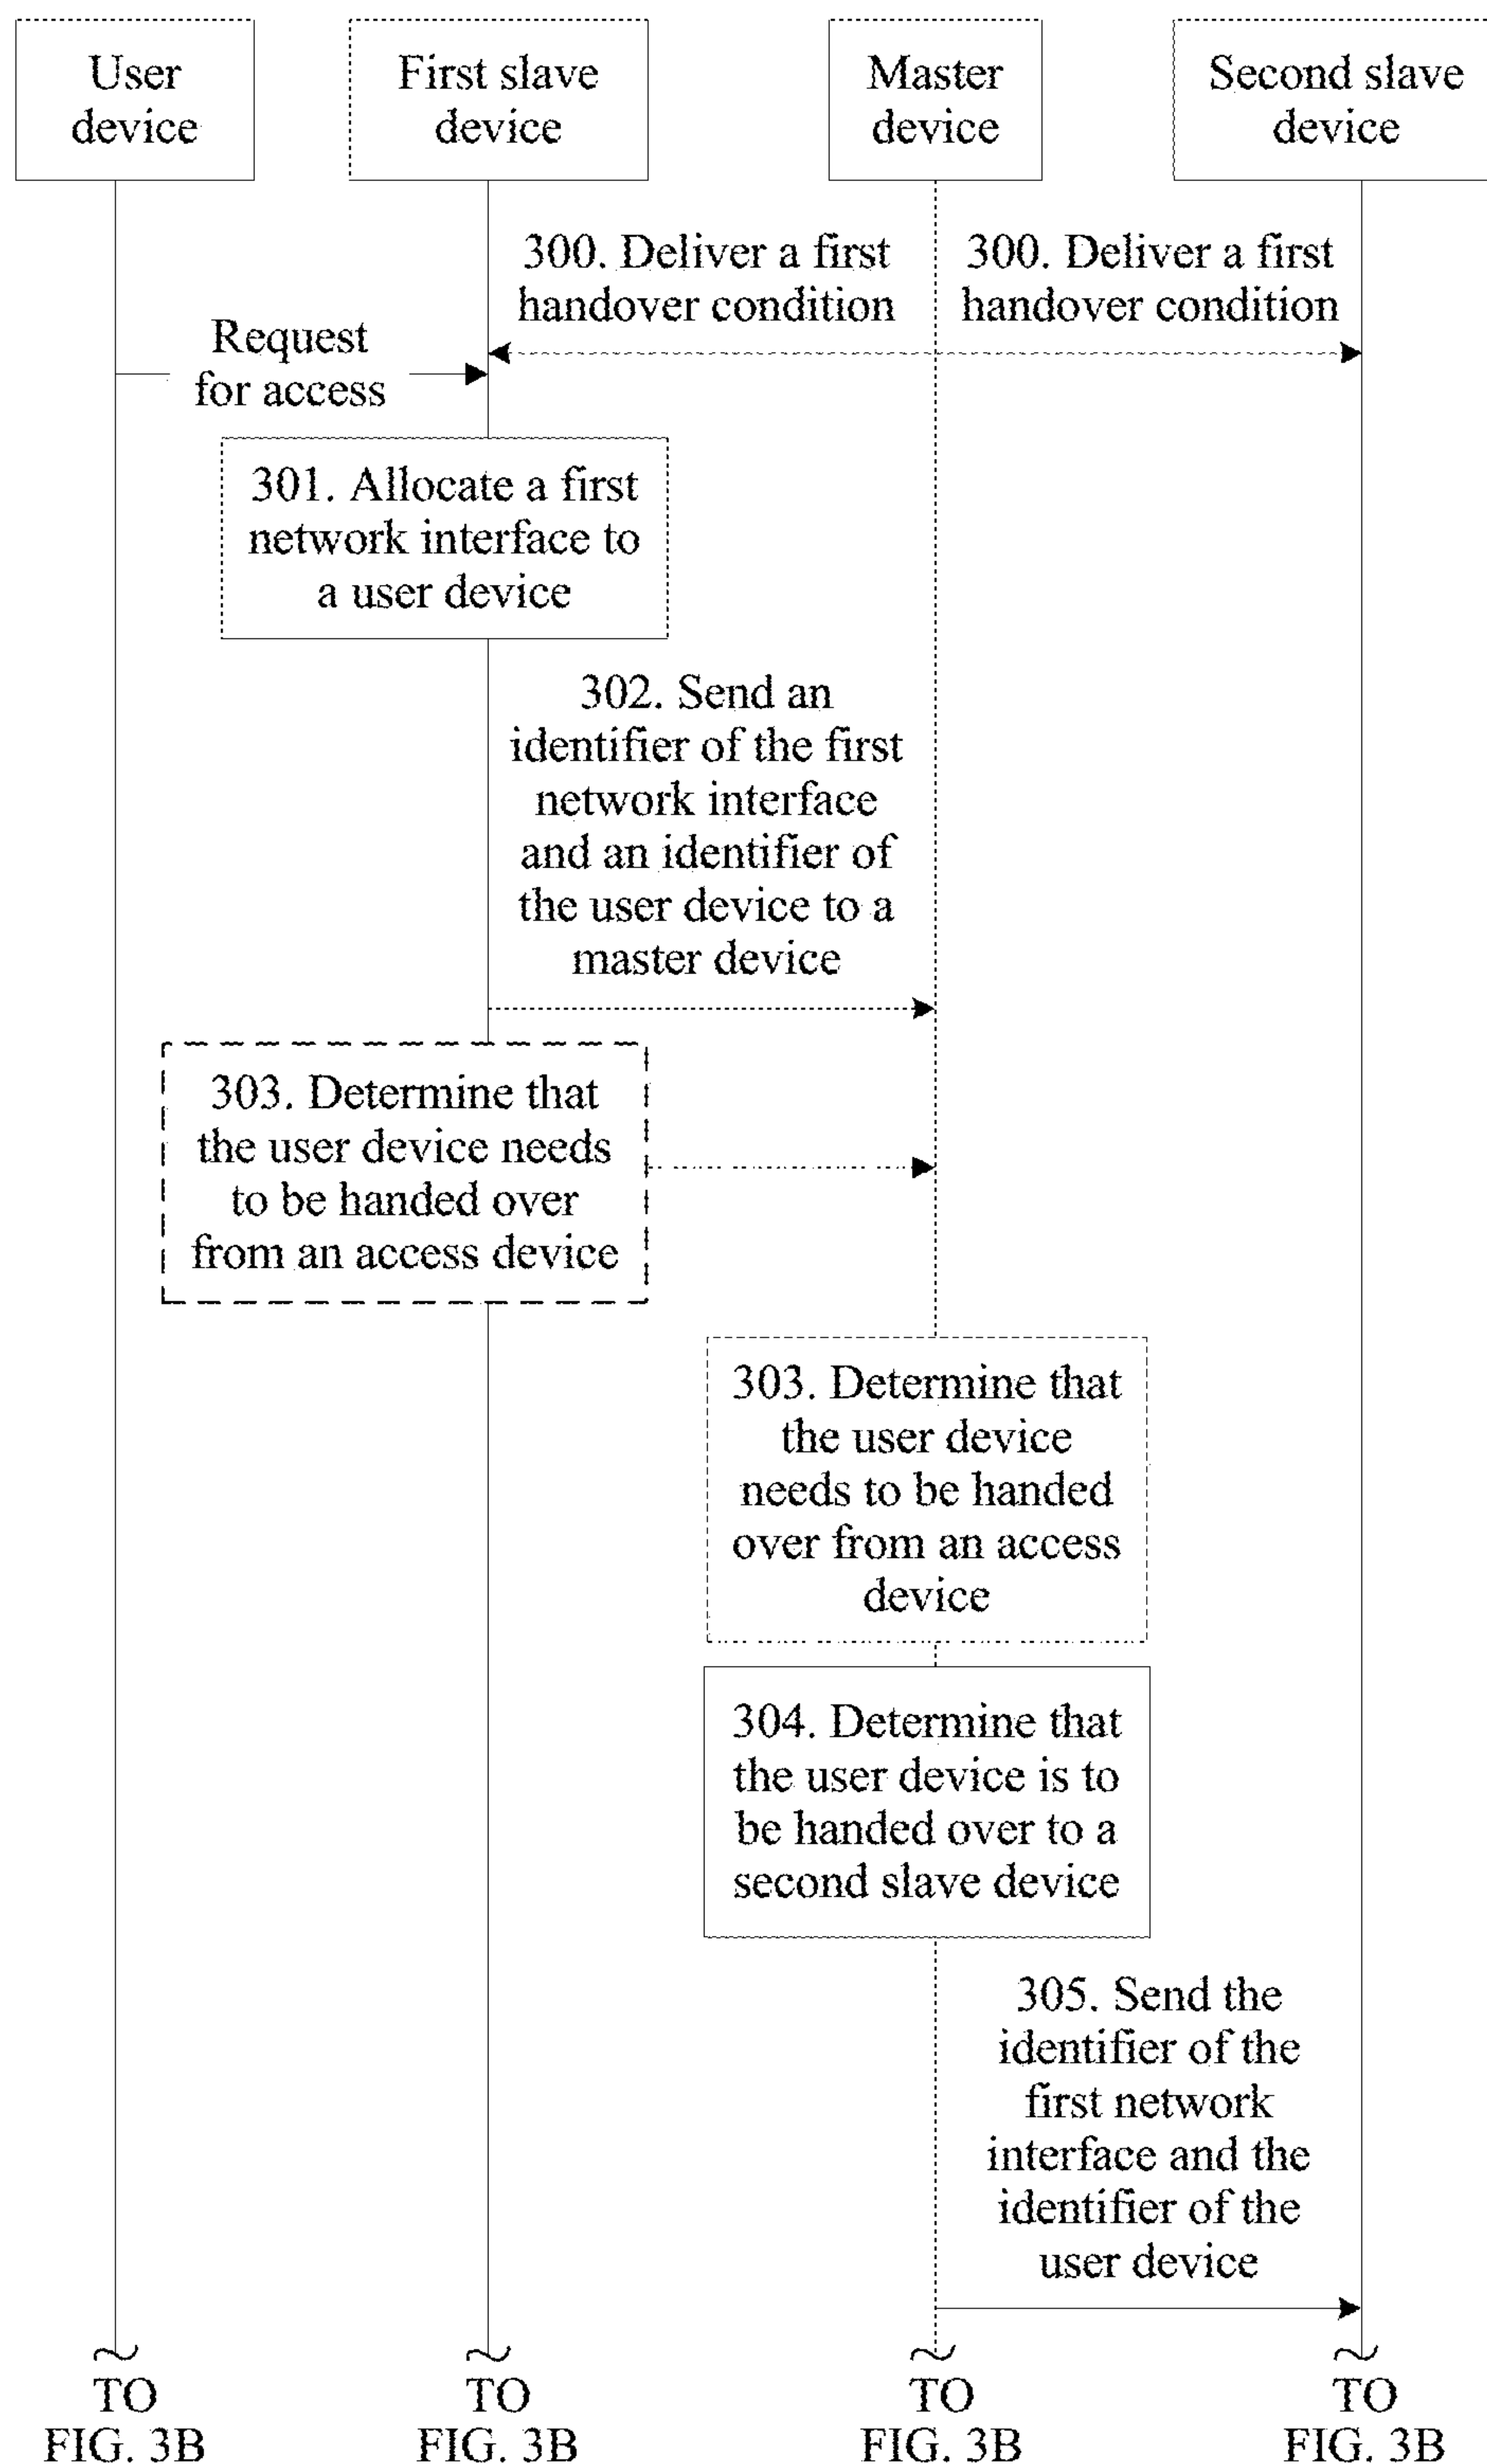 User
device
First slave
device
Master
device
Second slave
device
300. Deliver a first
handover condition
300. Deliver a first
handover condition
Request
for access
301. Allocate a first
network interface to
a user device
302. Send an
identifier of the first
network interface
and an identifier of
the user device to a
master device
303. Determine that
the user device needs
to be handed over
from an access device
303. Determine that
the user device
needs to be handed
over from an access
device
304. Determine that
the user device is to
be handed over to a
second slave device
305. Send the
identifier of the
first network
interface and the
identifier of the
user device
TO
FIG. 3B
TO
FIG. 3B
TO
FIG. 3B
TO
FIG. 3B